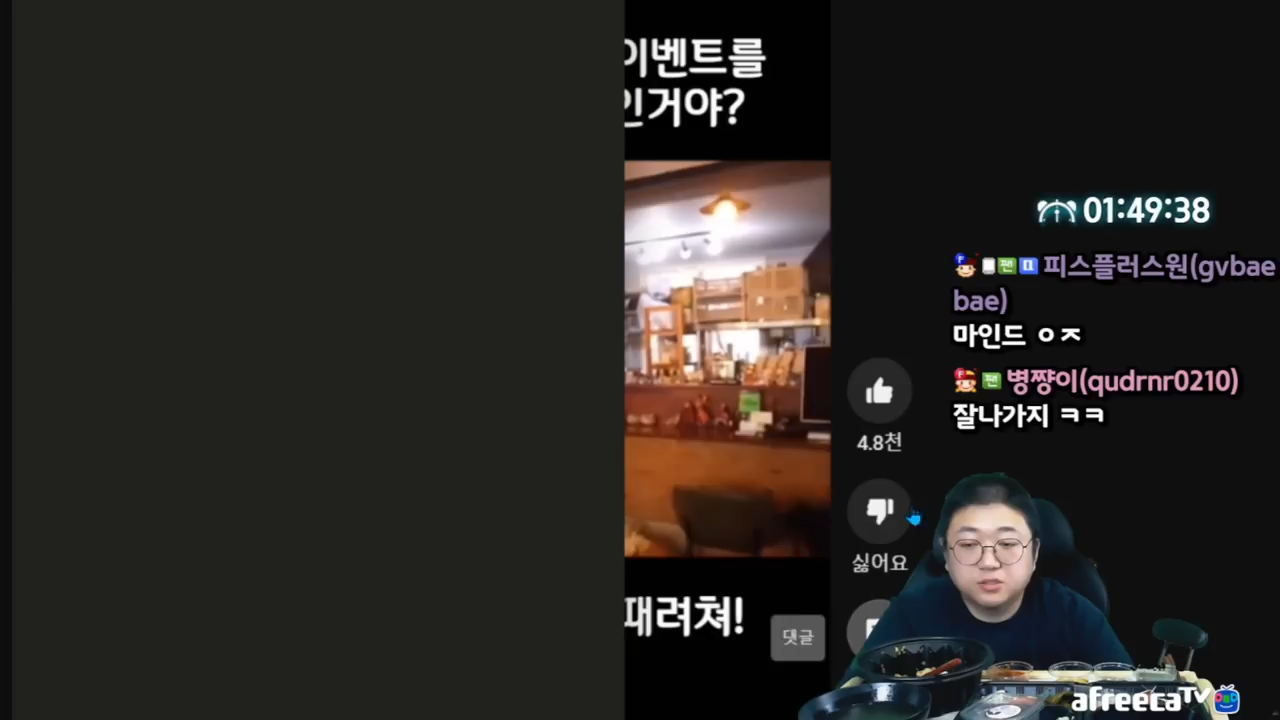 이벤트를
인거야?
01:49:38
피스플러스원(gvbae
bae)
마인드 ㅇㅈ
병쨩이(qudrnr0210)
잘나가지 ㅋㅋ
4.8천
싫어요
때려쳐!
댓글
afreecaTV